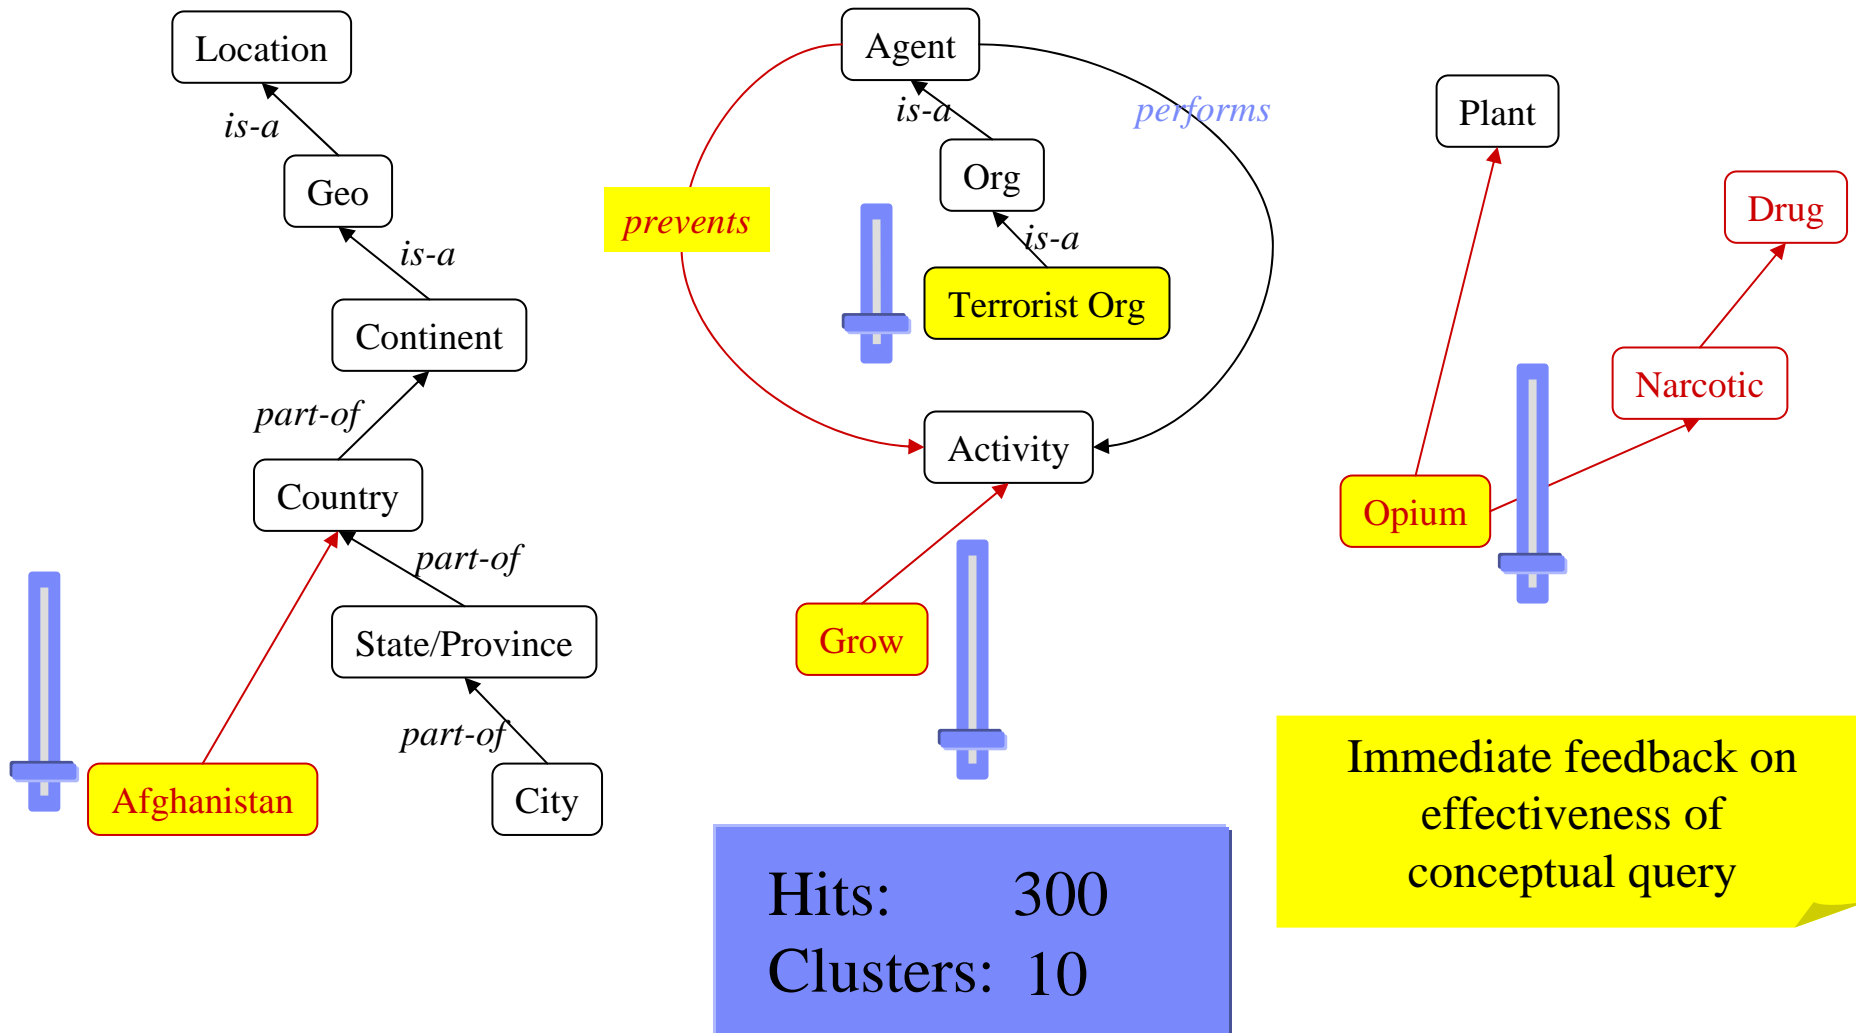 Location
is-a
Geo
is-a
Continent
part-of
Country
part-of
State/Province
part-of
Afghanistan
City
Agent
is-a
performs
Org
prevents
is-a
Terrorist Org
Activity
Grow
Plant
Drug
Narcotic
Opium
Hits: 300
Clusters: 10
Immediate feedback on
effectiveness of
conceptual query